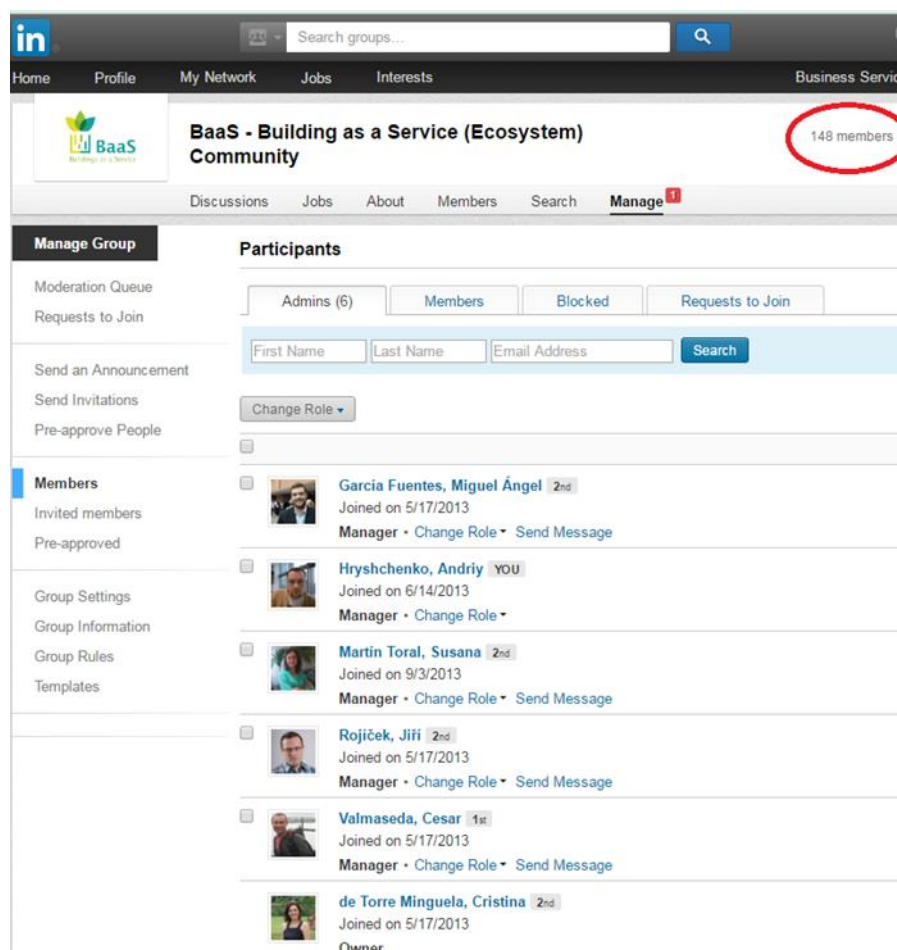 in
Search groups...
Home Profile My Network Jobs Interests Business Servic
BaaS
Buildings as a Service
BaaS - Building as a Service (Ecosystem)
Community
148 members
Discussions Jobs About Members Search Manage 1
Manage Group
Moderation Queue
Requests to Join
Send an Announcement
Send Invitations
Pre-approve People
Members
Invited members
Pre-approved
Group Settings
Group Information
Group Rules
Templates
Participants
Admins (6) Members Blocked Requests to Join
First Name Last Name Email Address Search
Change Role
García Fuentes, Miguel Ángel 2nd
Joined on 5/17/2013
Manager • Change Role Send Message
Hryshchenko, Andriy YOU
Joined on 6/14/2013
Manager • Change Role
Martín Toral, Susana 2nd
Joined on 9/3/2013
Manager • Change Role Send Message
Rojíček, Jiří 2nd
Joined on 5/17/2013
Manager • Change Role Send Message
Valmaseda, Cesar 1st
Joined on 5/17/2013
Manager • Change Role Send Message
de Torre Minguela, Cristina 2nd
Joined on 5/17/2013
Owner